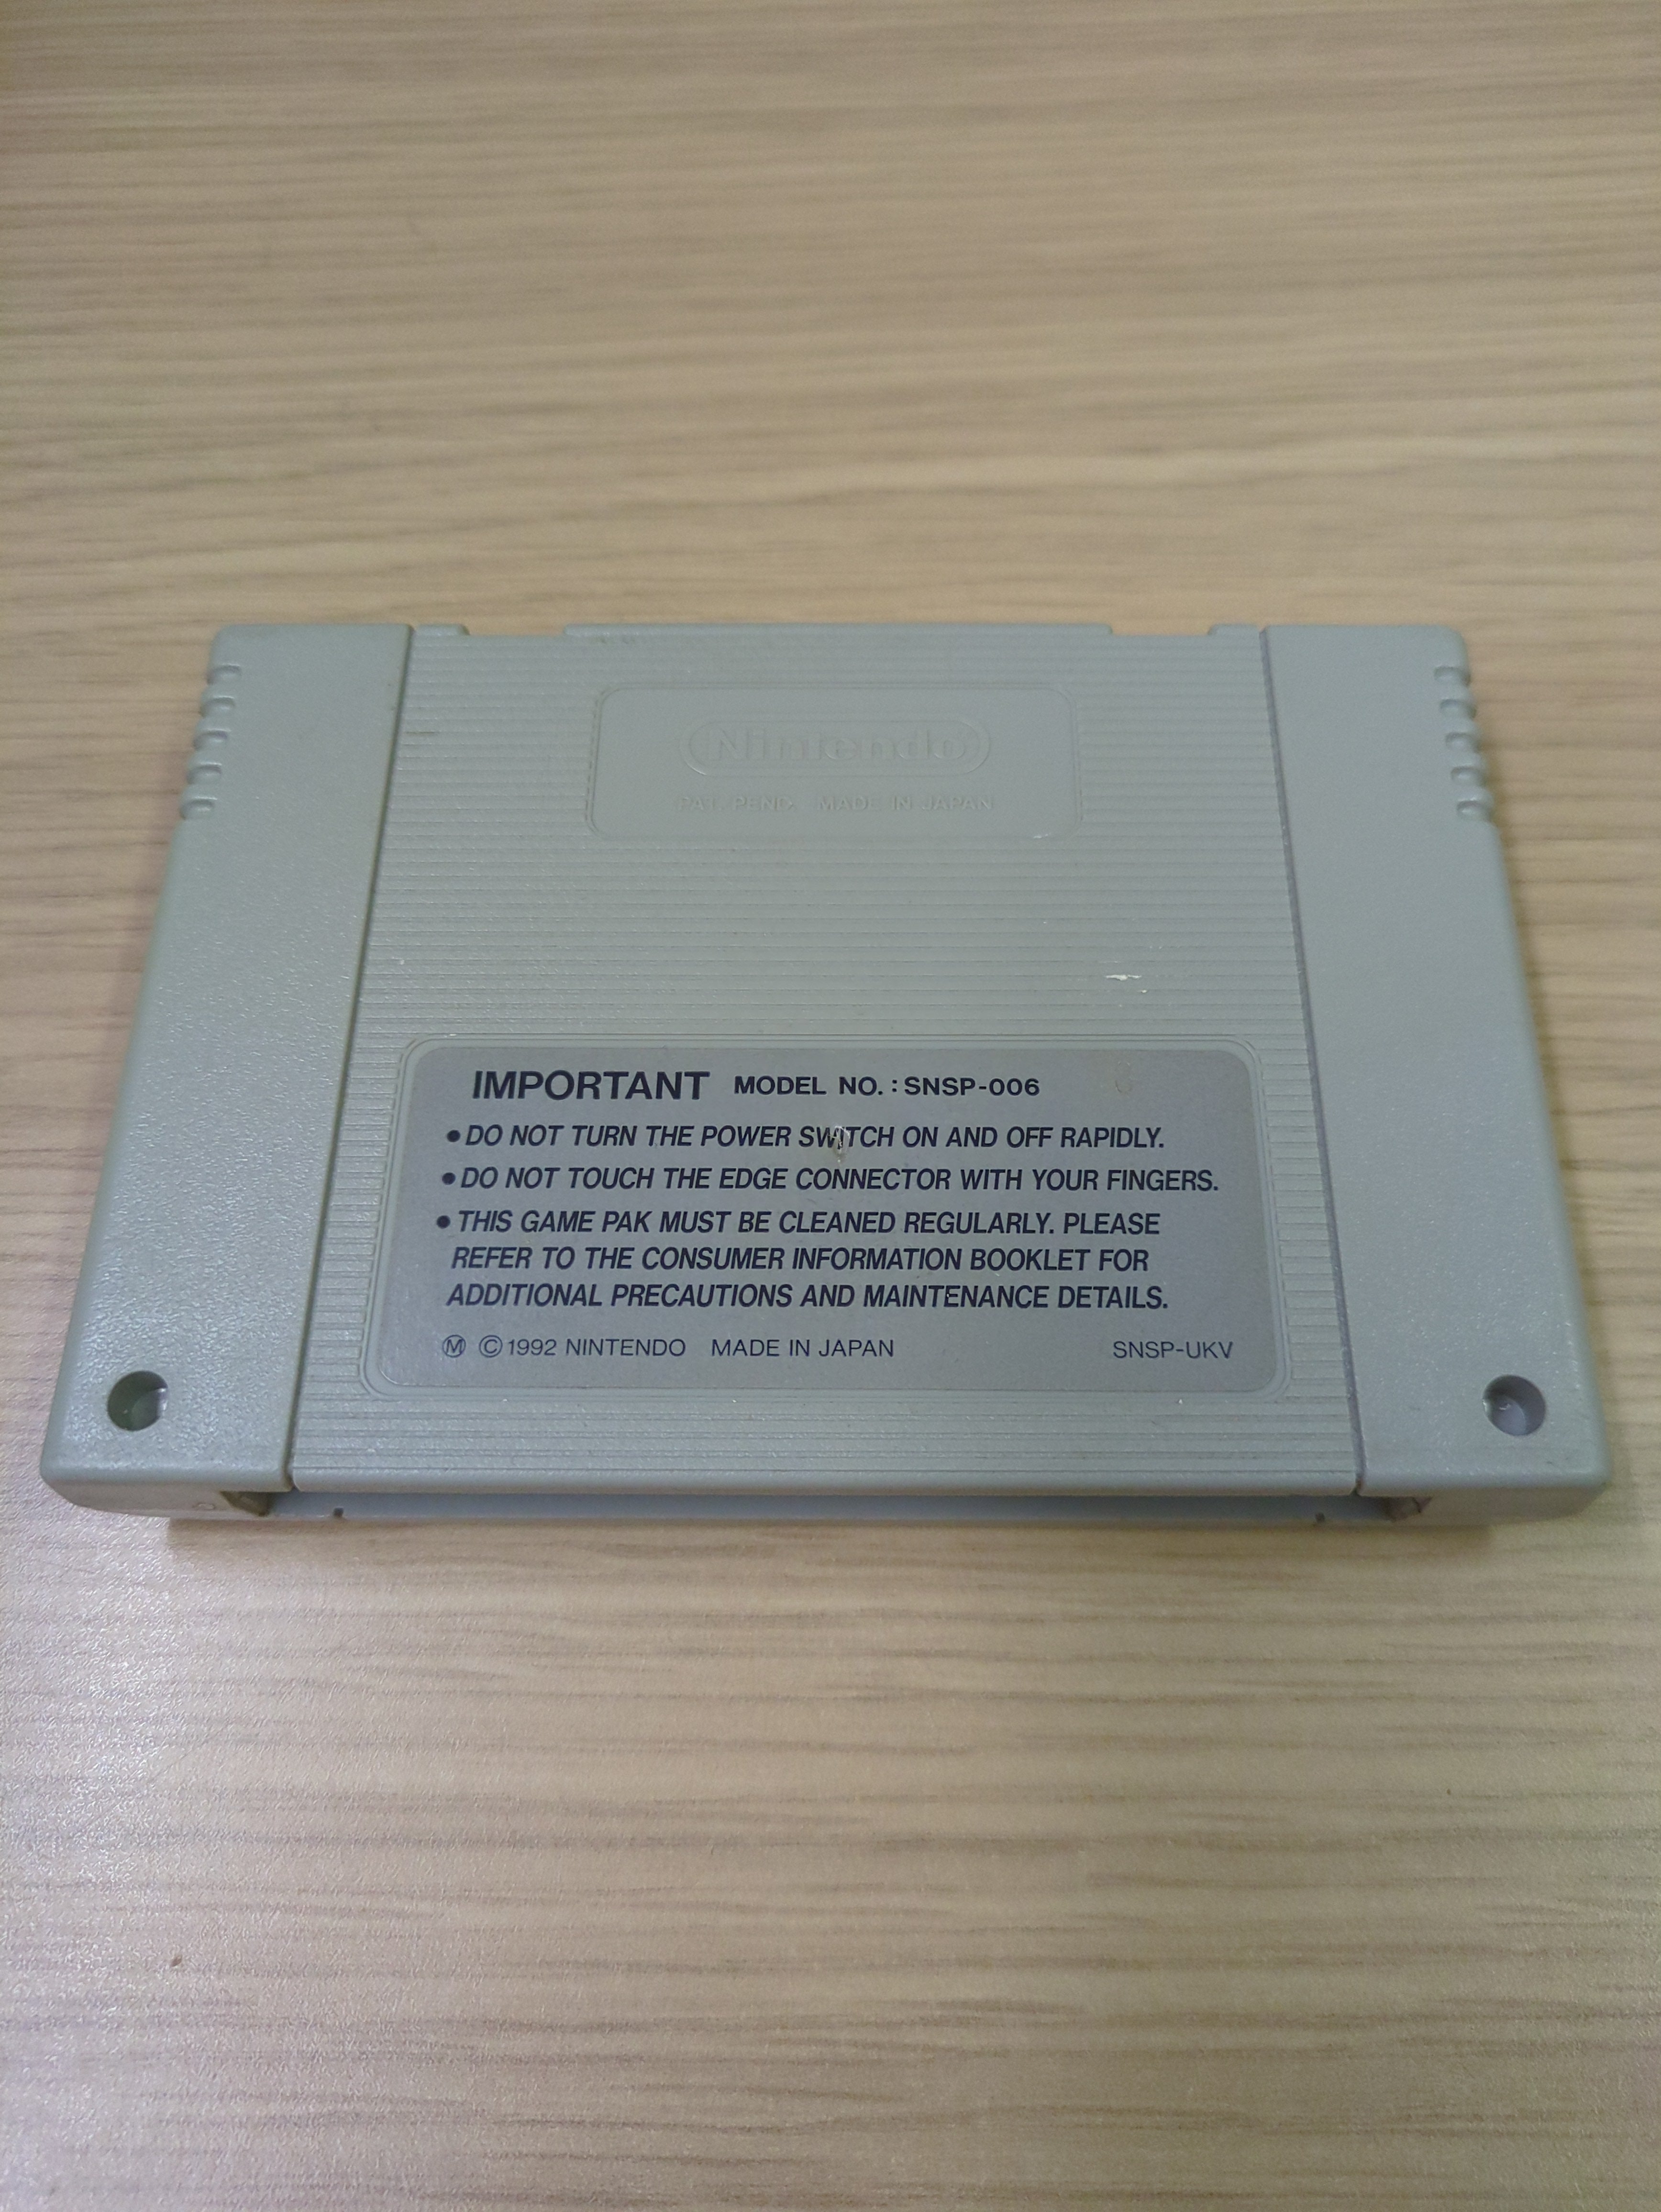 Nintendo®
PAT. PEND. MADE IN JAPAN
IMPORTANT MODEL NO. : SNSP-006
● DO NOT TURN THE POWER SWITCH ON AND OFF RAPIDLY.
● DO NOT TOUCH THE EDGE CONNECTOR WITH YOUR FINGERS.
● THIS GAME PAK MUST BE CLEANED REGULARLY. PLEASE
REFER TO THE CONSUMER INFORMATION BOOKLET FOR
ADDITIONAL PRECAUTIONS AND MAINTENANCE DETAILS.
Ⓜ ©1992 NINTENDO MADE IN JAPAN SNSP-UKV